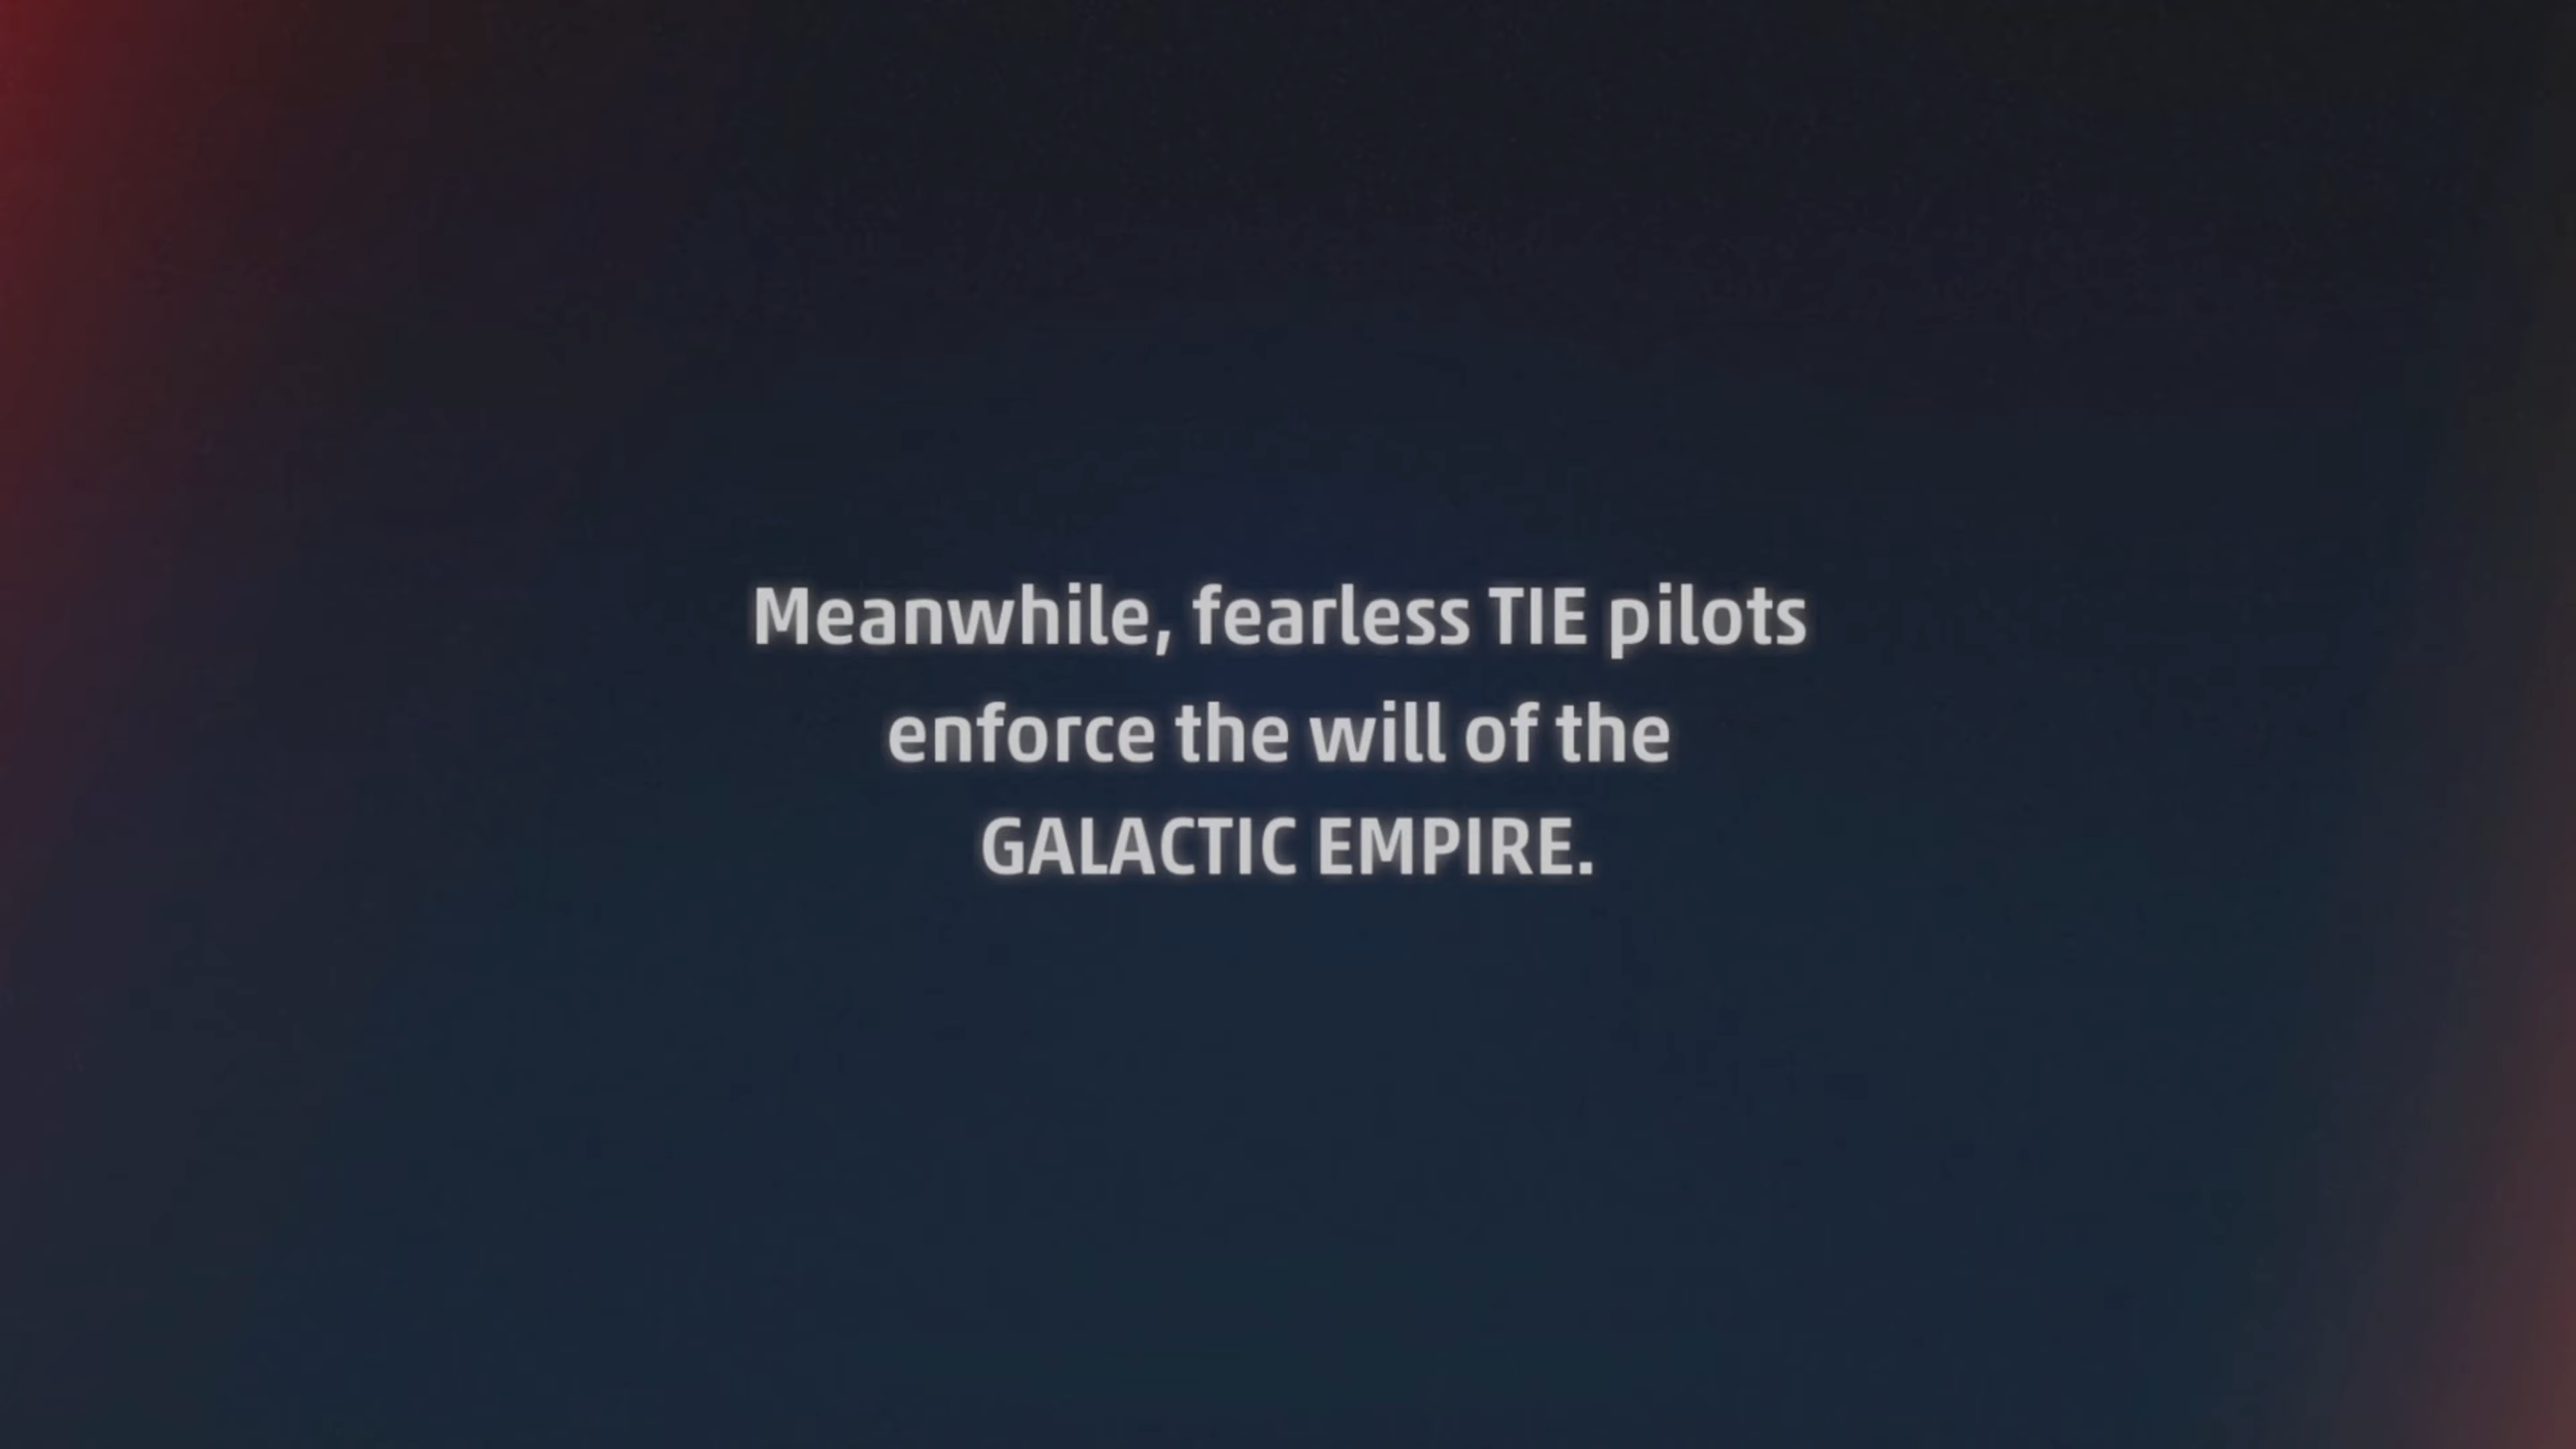 Meanwhile, fearless TIE pilots
enforce the will of the
GALACTIC EMPIRE.